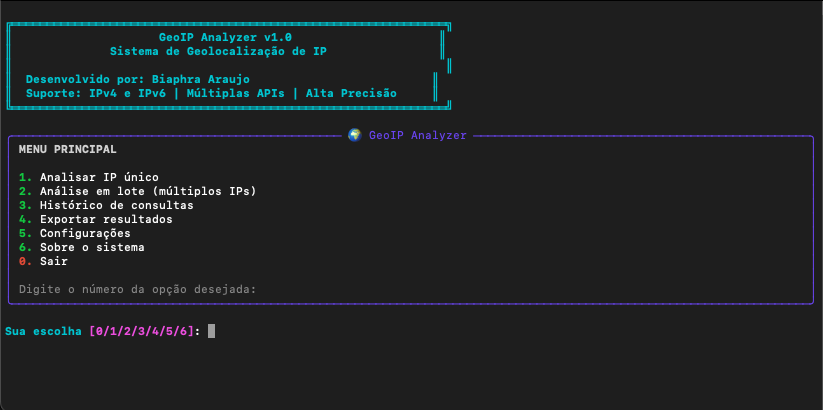 GeoIP Analyzer v1.0
Sistema de Geolocalização de IP
Desenvolvido por: Biaphra Araujo
Suporte: IPv4 e IPv6 | Múltiplas APIs | Alta Precisão
GeoIP Analyzer
MENU PRINCIPAL
1. Analisar IP único
2. Análise em lote (múltiplos IPs)
3. Histórico de consultas
4. Exportar resultados
5. Configurações
6. Sobre o sistema
0. Sair
Digite o número da opção desejada:
Sua escolha [0/1/2/3/4/5/6]: